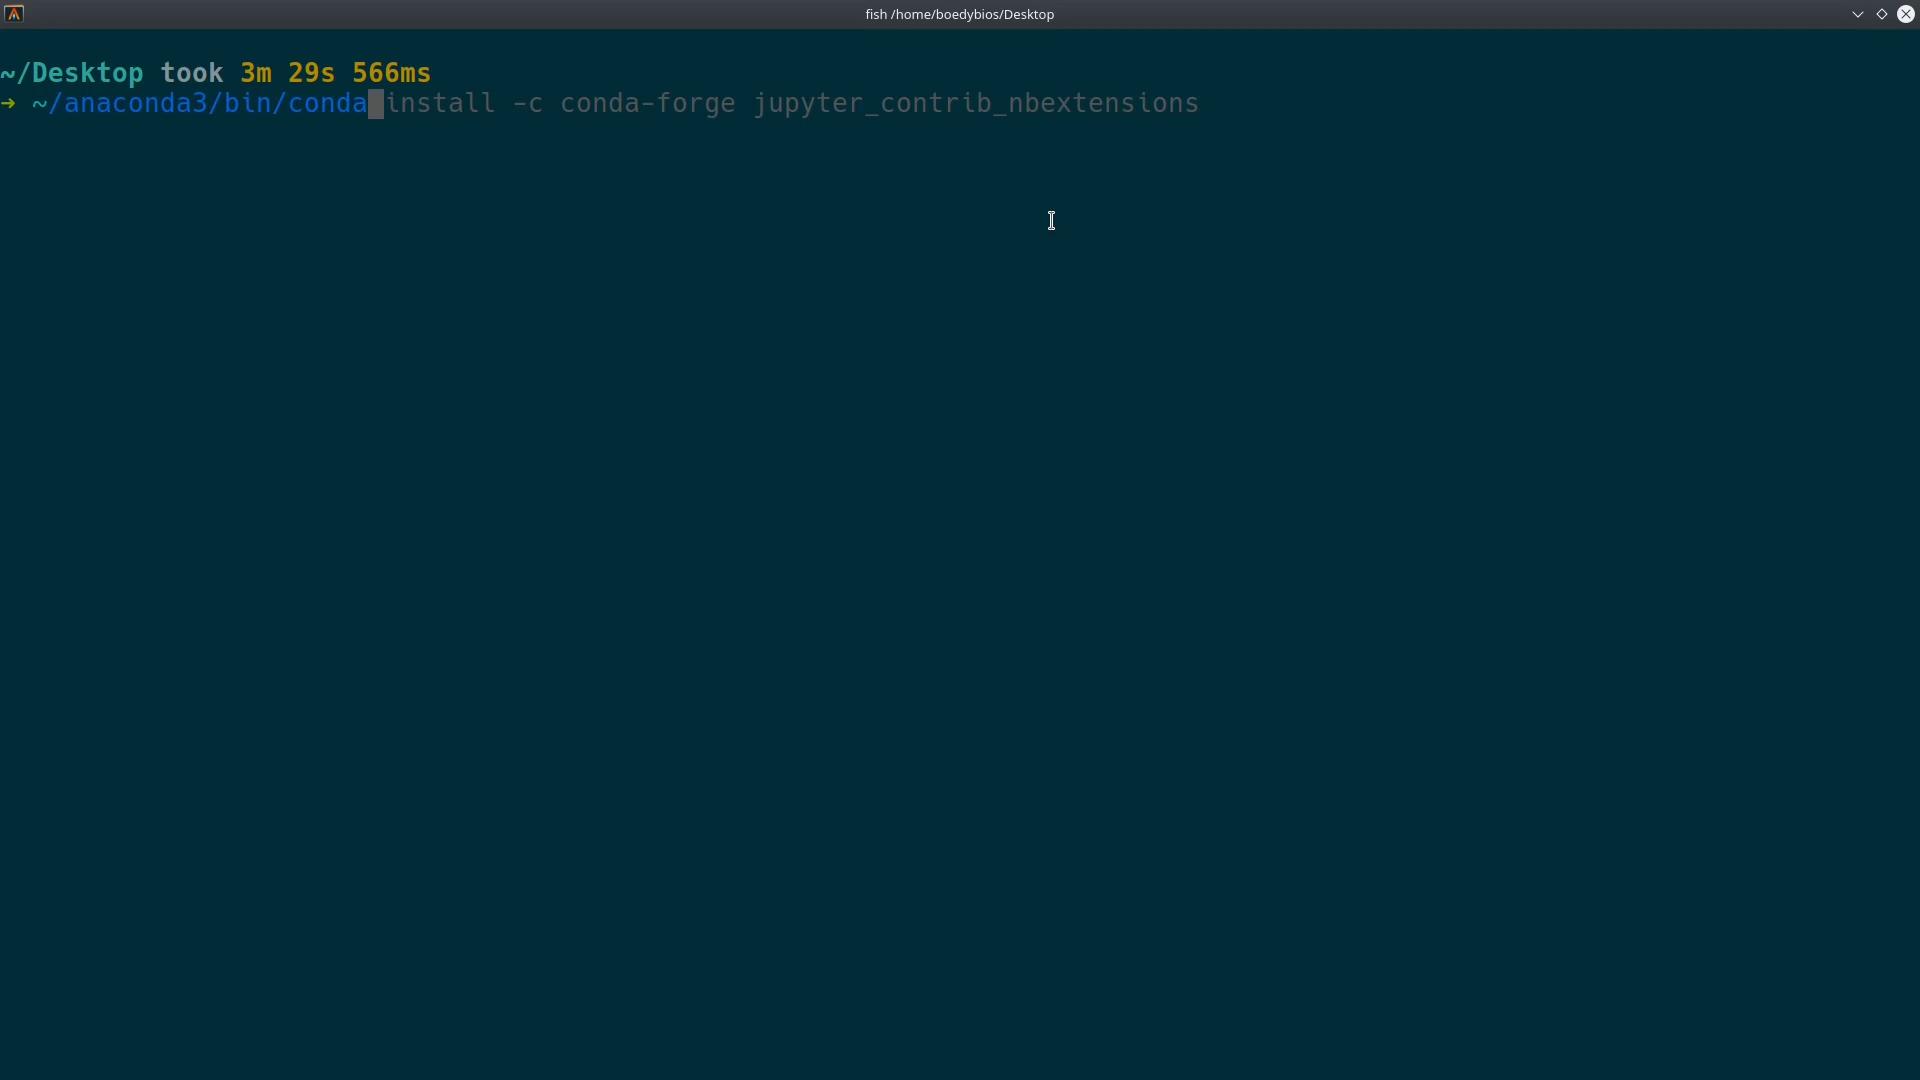 fish /home/boedybios/Desktop
~/Desktop took 3m 29s 566ms
➜ ~/anaconda3/bin/conda install -c conda-forge jupyter_contrib_nbextensions